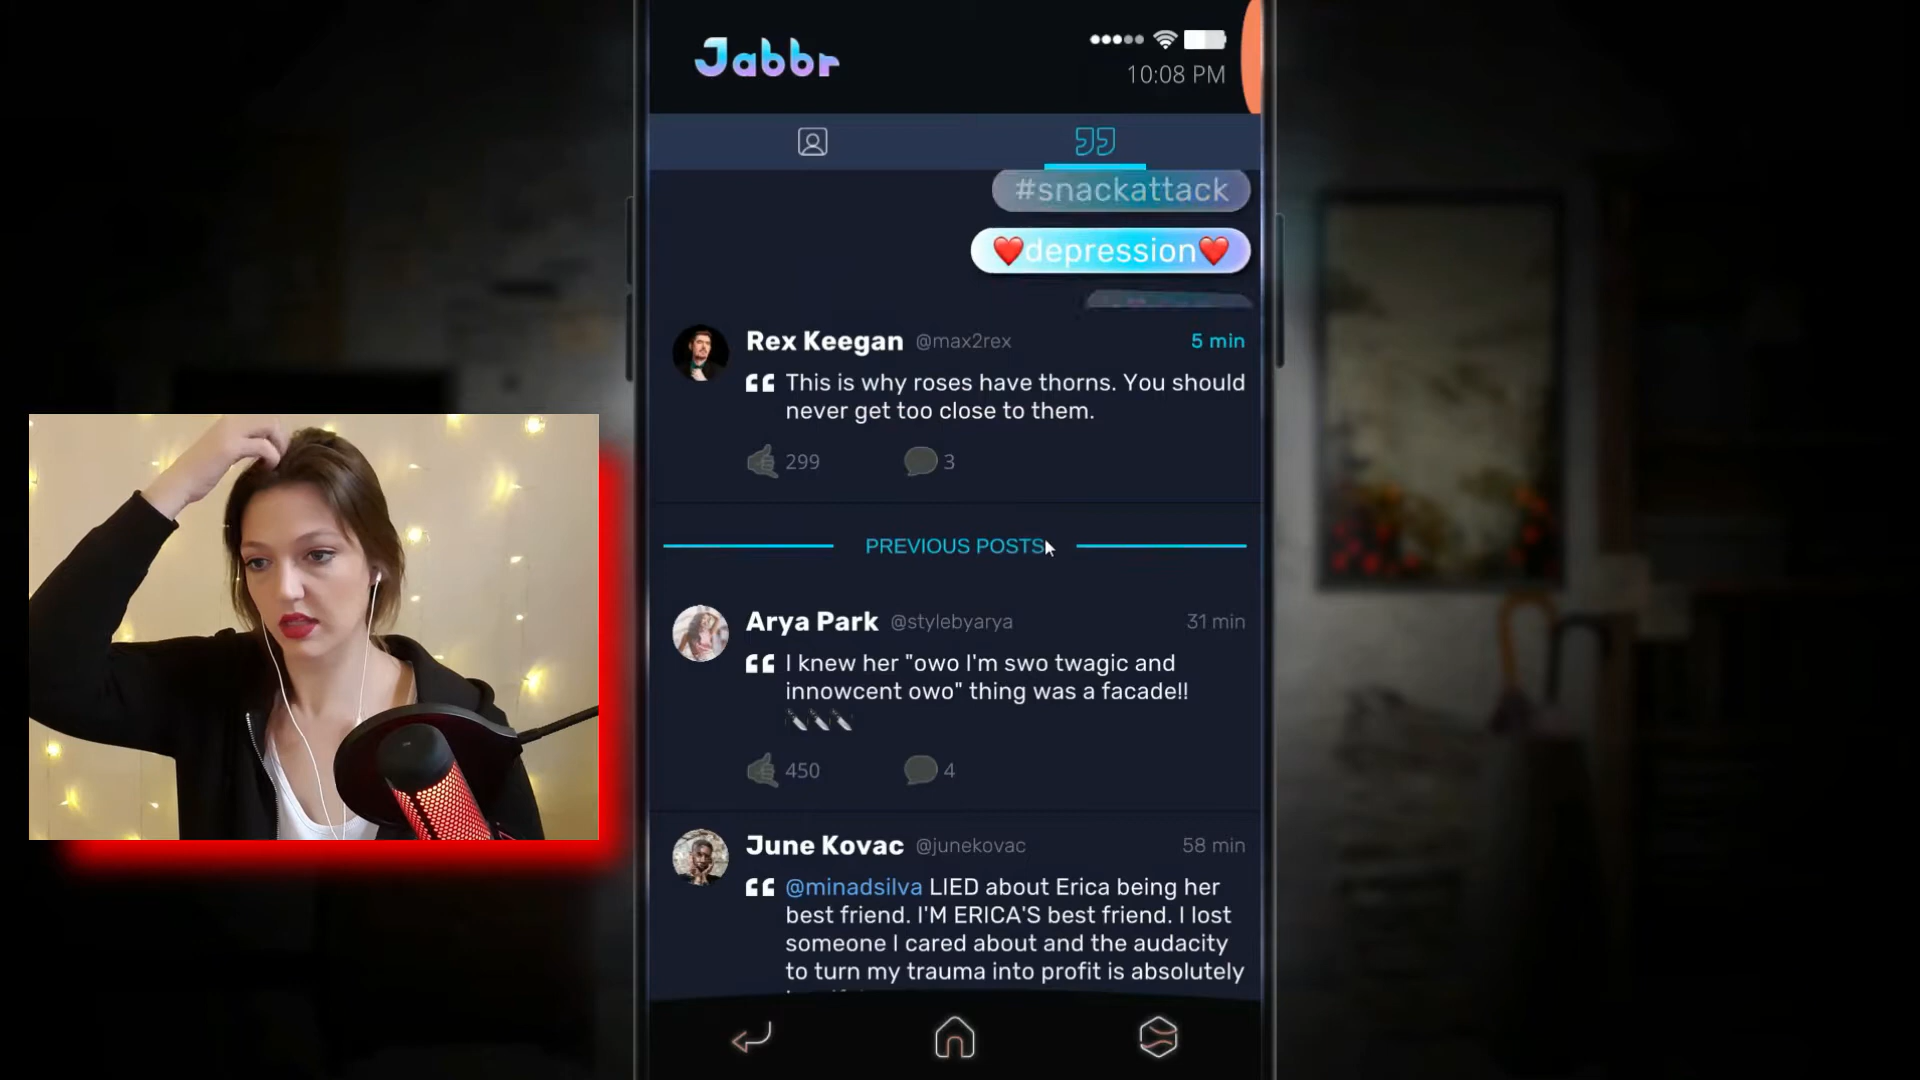 Jabbr
10:08 PM
#snackattack
❤️depression❤️
Rex Keegan @max2rex 5 min
This is why roses have thorns. You should
never get too close to them.
299 3
PREVIOUS POSTS
Arya Park @stylebyarya 31 min
I knew her "owo I'm swo twagic and
innowcent owo" thing was a facade!!
🔪🔪🔪
450 4
June Kovac @junekovac 58 min
@minadsilva LIED about Erica being her
best friend. I'M ERICA'S best friend. I lost
someone I cared about and the audacity
to turn my trauma into profit is absolutely